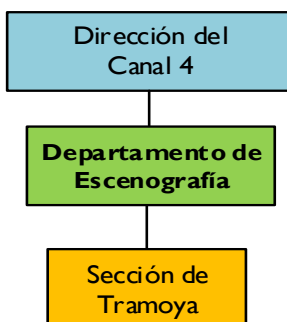 Dirección del
Canal 4
Departamento de
Escenografía
Sección de
Tramoya